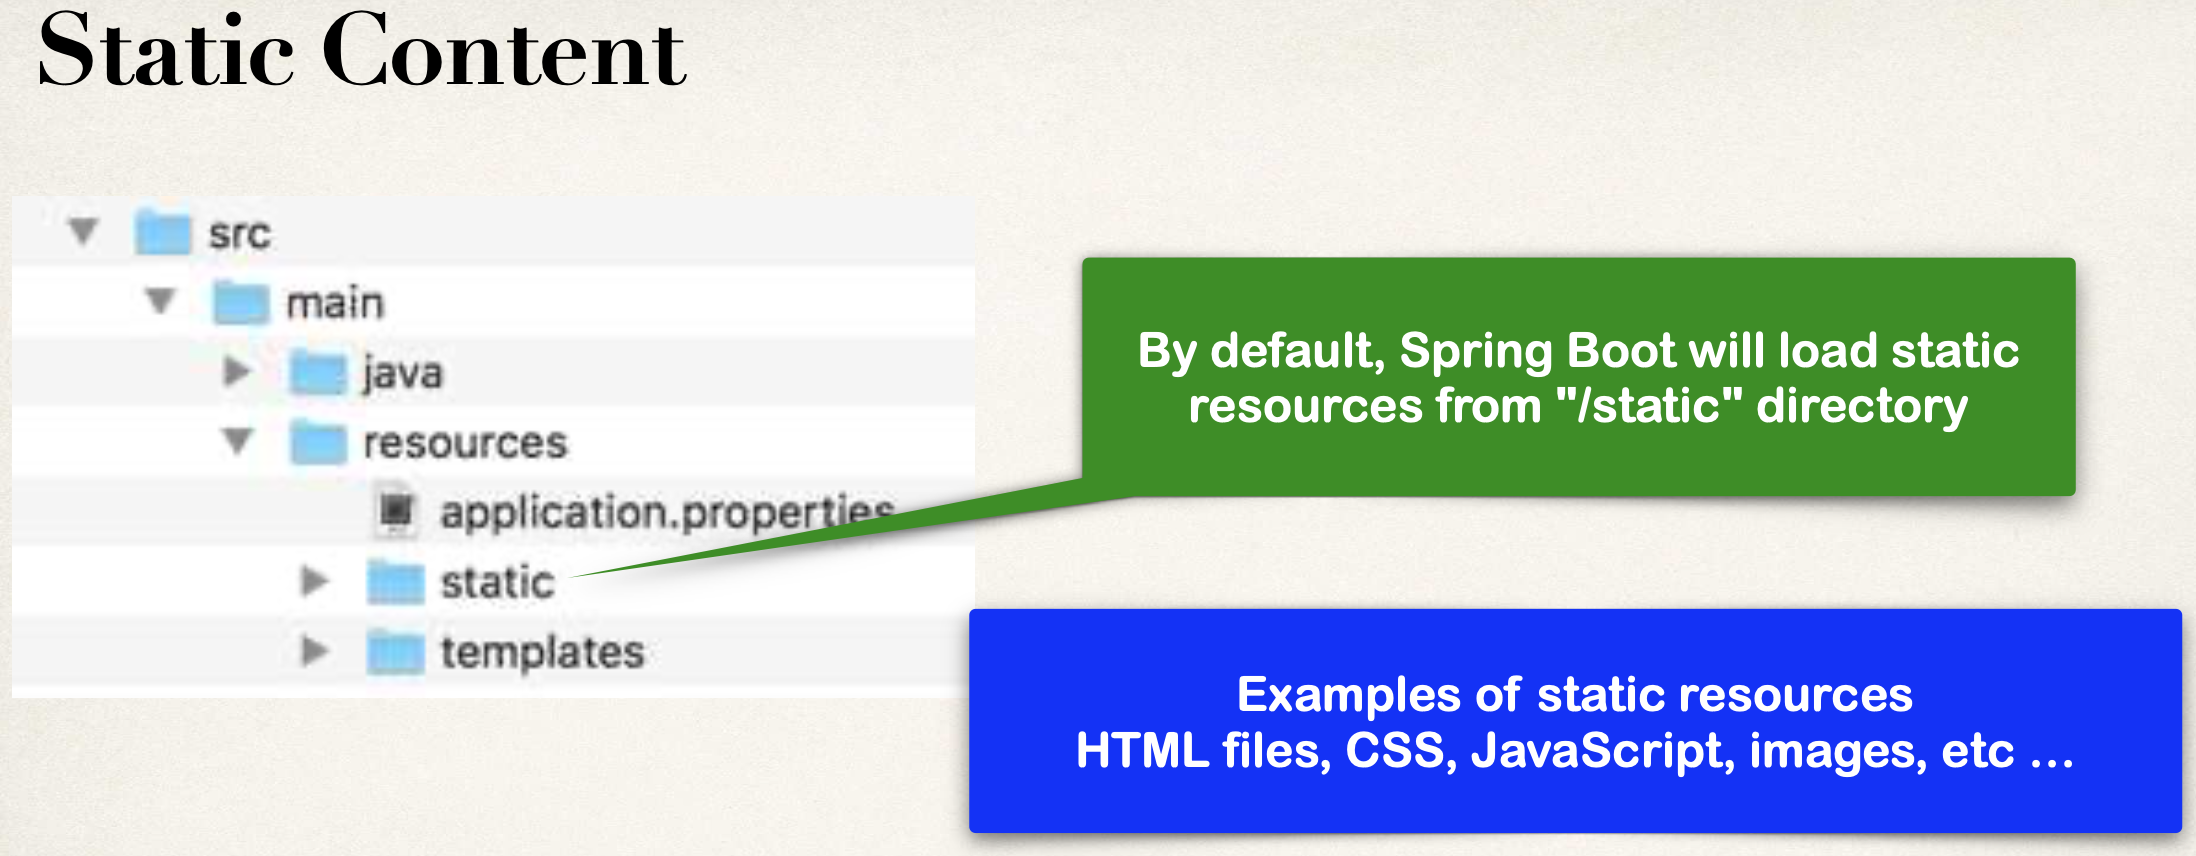 Static Content
src
main
java
resources
application.properties
static
templates
By default, Spring Boot will load static
resources from "/static" directory
Examples of static resources
HTML files, CSS, JavaScript, images, etc ...